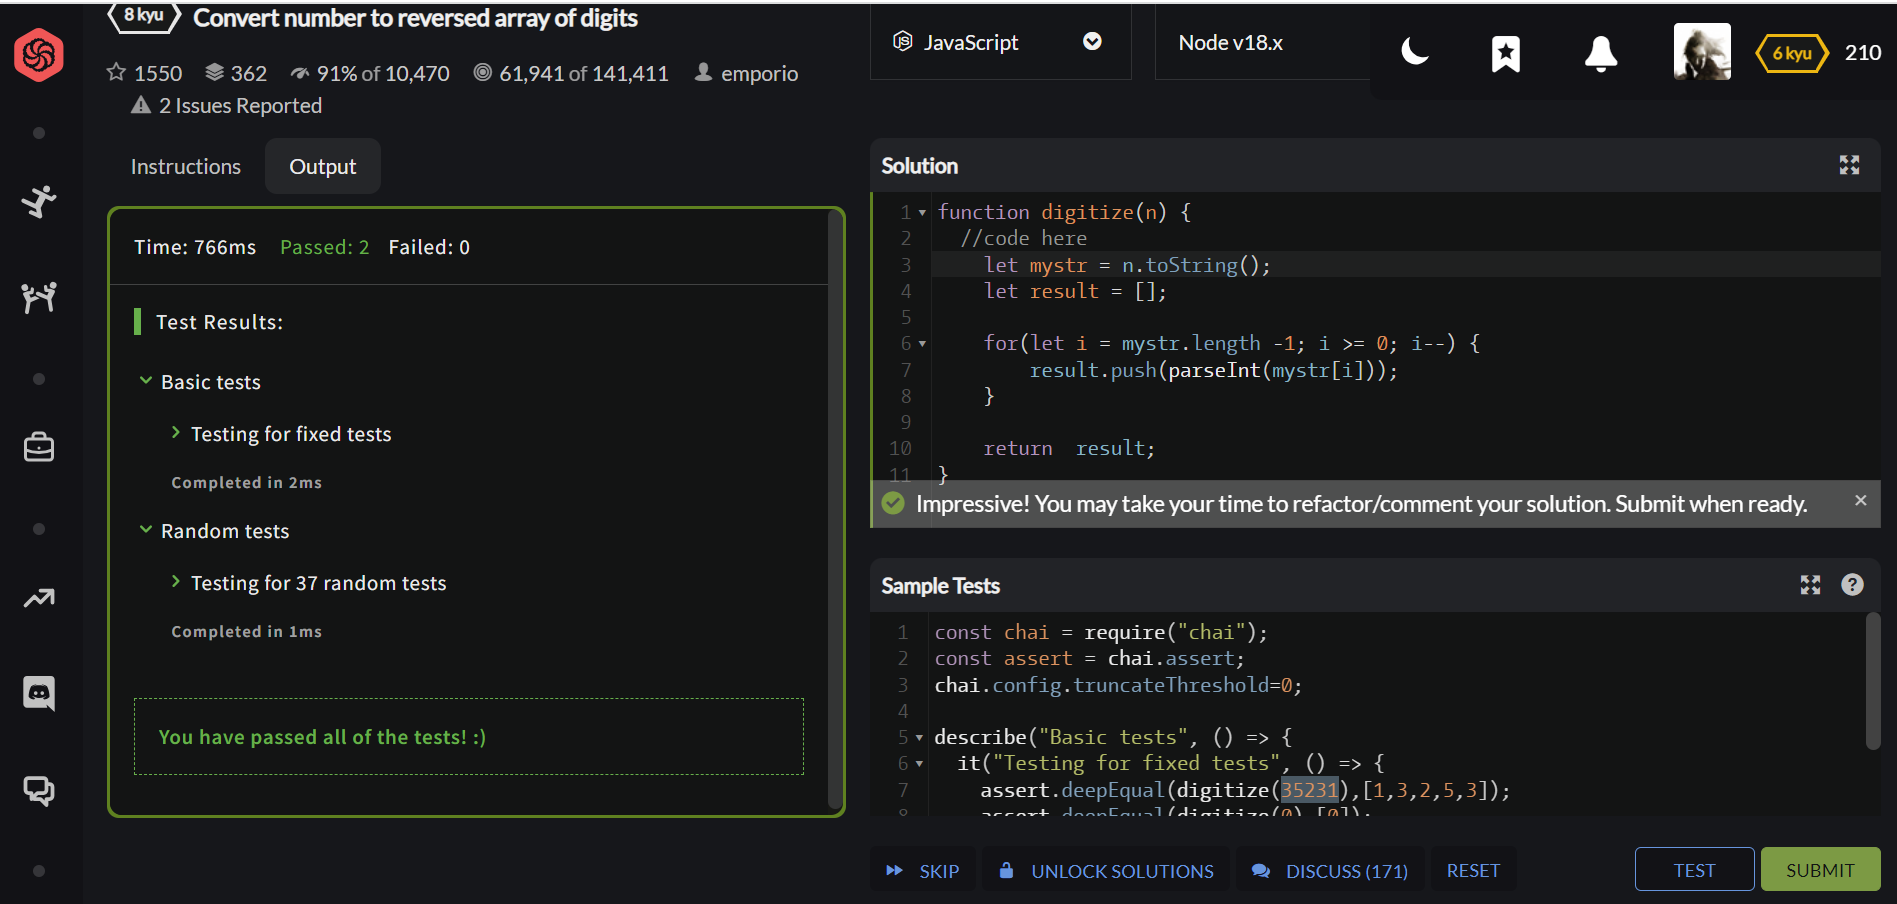 8 kyu Convert number to reversed array of digits
1550 362 91% of 10,470 61,941 of 141,411 emporio
2 Issues Reported
JavaScript
Node v18.x
6 kyu 210
Instructions Output
Time: 766ms Passed: 2 Failed: 0
Test Results:
Basic tests
Testing for fixed tests
Completed in 2ms
Random tests
Testing for 37 random tests
Completed in 1ms
You have passed all of the tests! :)
Solution
1 function digitize(n) {
2 //code here
3 let mystr = n.toString();
4 let result = [];
5
6 for(let i = mystr.length -1; i >= 0; i--) {
7 result.push(parseInt(mystr[i]));
8 }
9
10 return  result;
11 }
Impressive! You may take your time to refactor/comment your solution. Submit when ready. ×
Sample Tests ?
1 const chai = require("chai");
2 const assert = chai.assert;
3 chai.config.truncateThreshold=0;
4
5 describe("Basic tests", () => {
6 it("Testing for fixed tests", () => {
7 assert.deepEqual(digitize(35231),[1,3,2,5,3]);
8 assert.deepEqual(digitize(0),[0]);
SKIP UNLOCK SOLUTIONS DISCUSS (171) RESET TEST SUBMIT